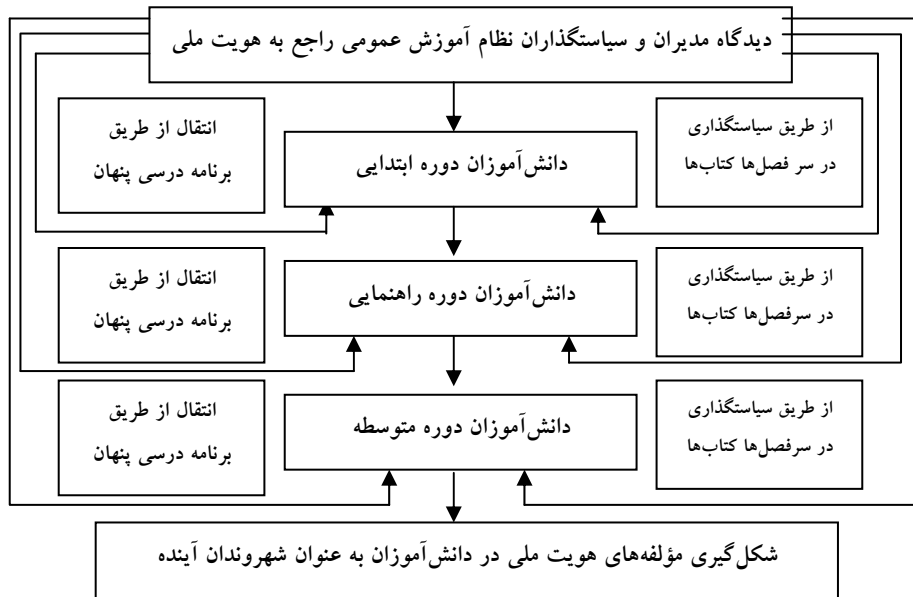 دیدگاه مدیران و سیاستگذاران نظام آموزش عمومی راجع به هویت ملی
از طریق سیاستگذاری
در سر فصل‌ها کتاب‌ها
دانش‌آموزان دوره ابتدایی
انتقال از طریق
برنامه درسی پنهان
از طریق سیاستگذاری
در سرفصل‌ها کتاب‌ها
دانش‌آموزان دوره راهنمایی
انتقال از طریق
برنامه درسی پنهان
از طریق سیاستگذاری
در سرفصل‌ها کتاب‌ها
دانش‌آموزان دوره متوسطه
انتقال از طریق
برنامه درسی پنهان
شکل‌گیری مؤلفه‌های هویت ملی در دانش‌آموزان به عنوان شهروندان آینده